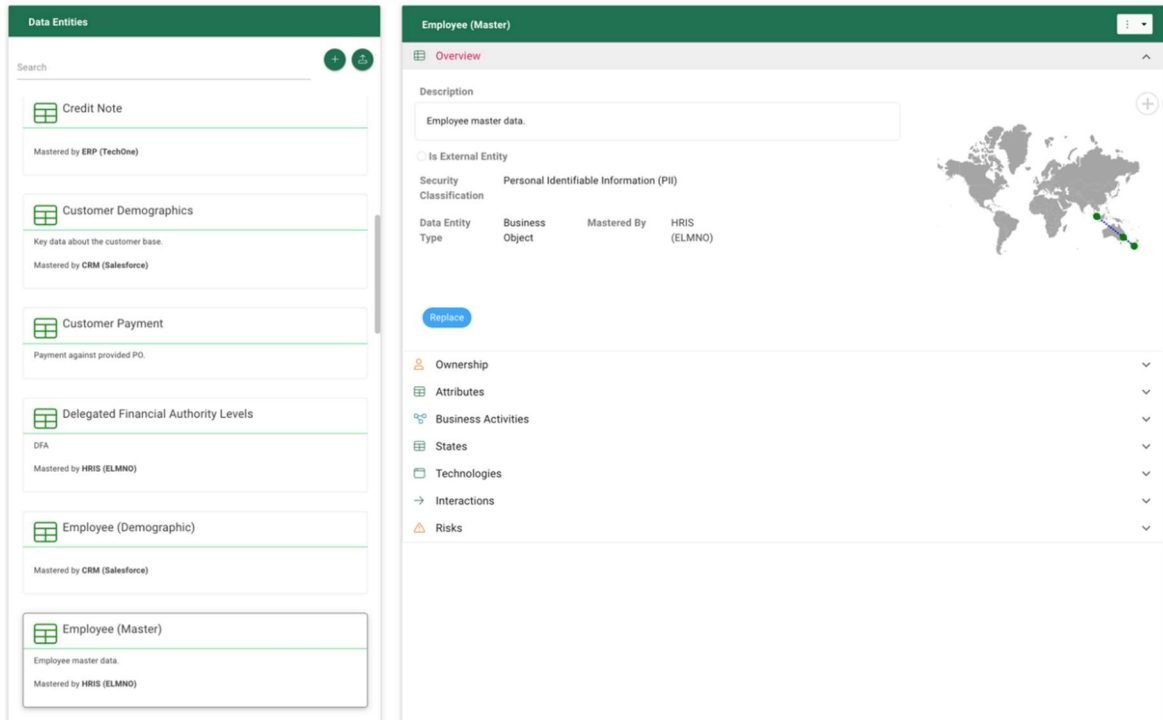 Data Entities
Search
Credit Note
Mastered by ERP (TechOne)
Customer Demographics
Key data about the customer base.
Mastered by CRM (Salesforce)
Customer Payment
Payment against provided PO.
Delegated Financial Authority Levels
DFA
Mastered by HRIS (ELMNO)
Employee (Demographic)
Mastered by CRM (Salesforce)
Employee (Master)
Employee master data.
Mastered by HRIS (ELMNO)
Employee (Master)
Overview
Description
Employee master data.
Is External Entity
Security Personal Identifiable Information (PII)
Classification
Data Entity Business Mastered By HRIS
Type Object (ELMNO)
Replace
Ownership
Attributes
Business Activities
States
Technologies
Interactions
Risks